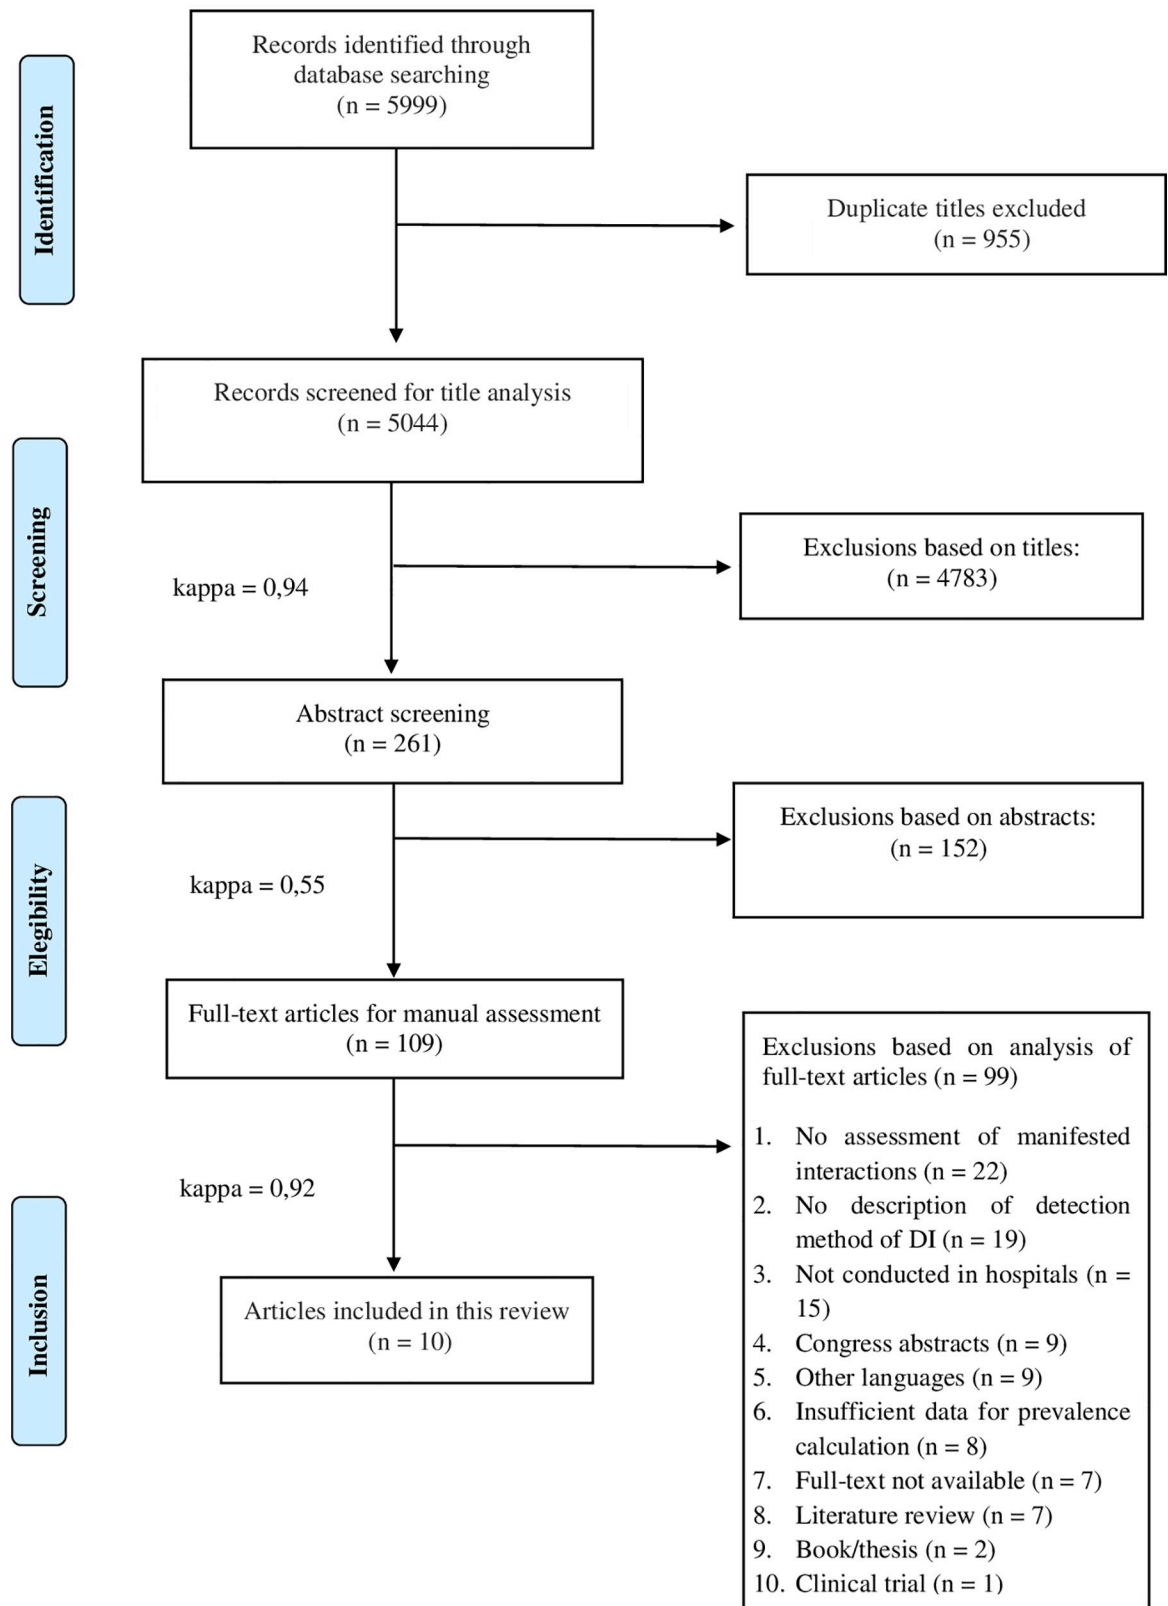 Records identified through
database searching
(n = 5999)
Identification
Duplicate titles excluded
(n = 955)
Records screened for title analysis
(n = 5044)
Screening
Exclusions based on titles:
(n = 4783)
kappa = 0,94
Abstract screening
(n = 261)
Exclusions based on abstracts:
(n = 152)
kappa = 0,55
Elegibility
Full-text articles for manual assessment
(n = 109)
Exclusions based on analysis of
full-text articles (n = 99)
1. No assessment of manifested
interactions (n = 22)
2. No description of detection
method of DI (n = 19)
3. Not conducted in hospitals (n =
15)
4. Congress abstracts (n = 9)
5. Other languages (n = 9)
6. Insufficient data for prevalence
calculation (n = 8)
7. Full-text not available (n = 7)
8. Literature review (n = 7)
9. Book/thesis (n = 2)
10. Clinical trial (n = 1)
kappa = 0,92
Inclusion
Articles included in this review
(n = 10)